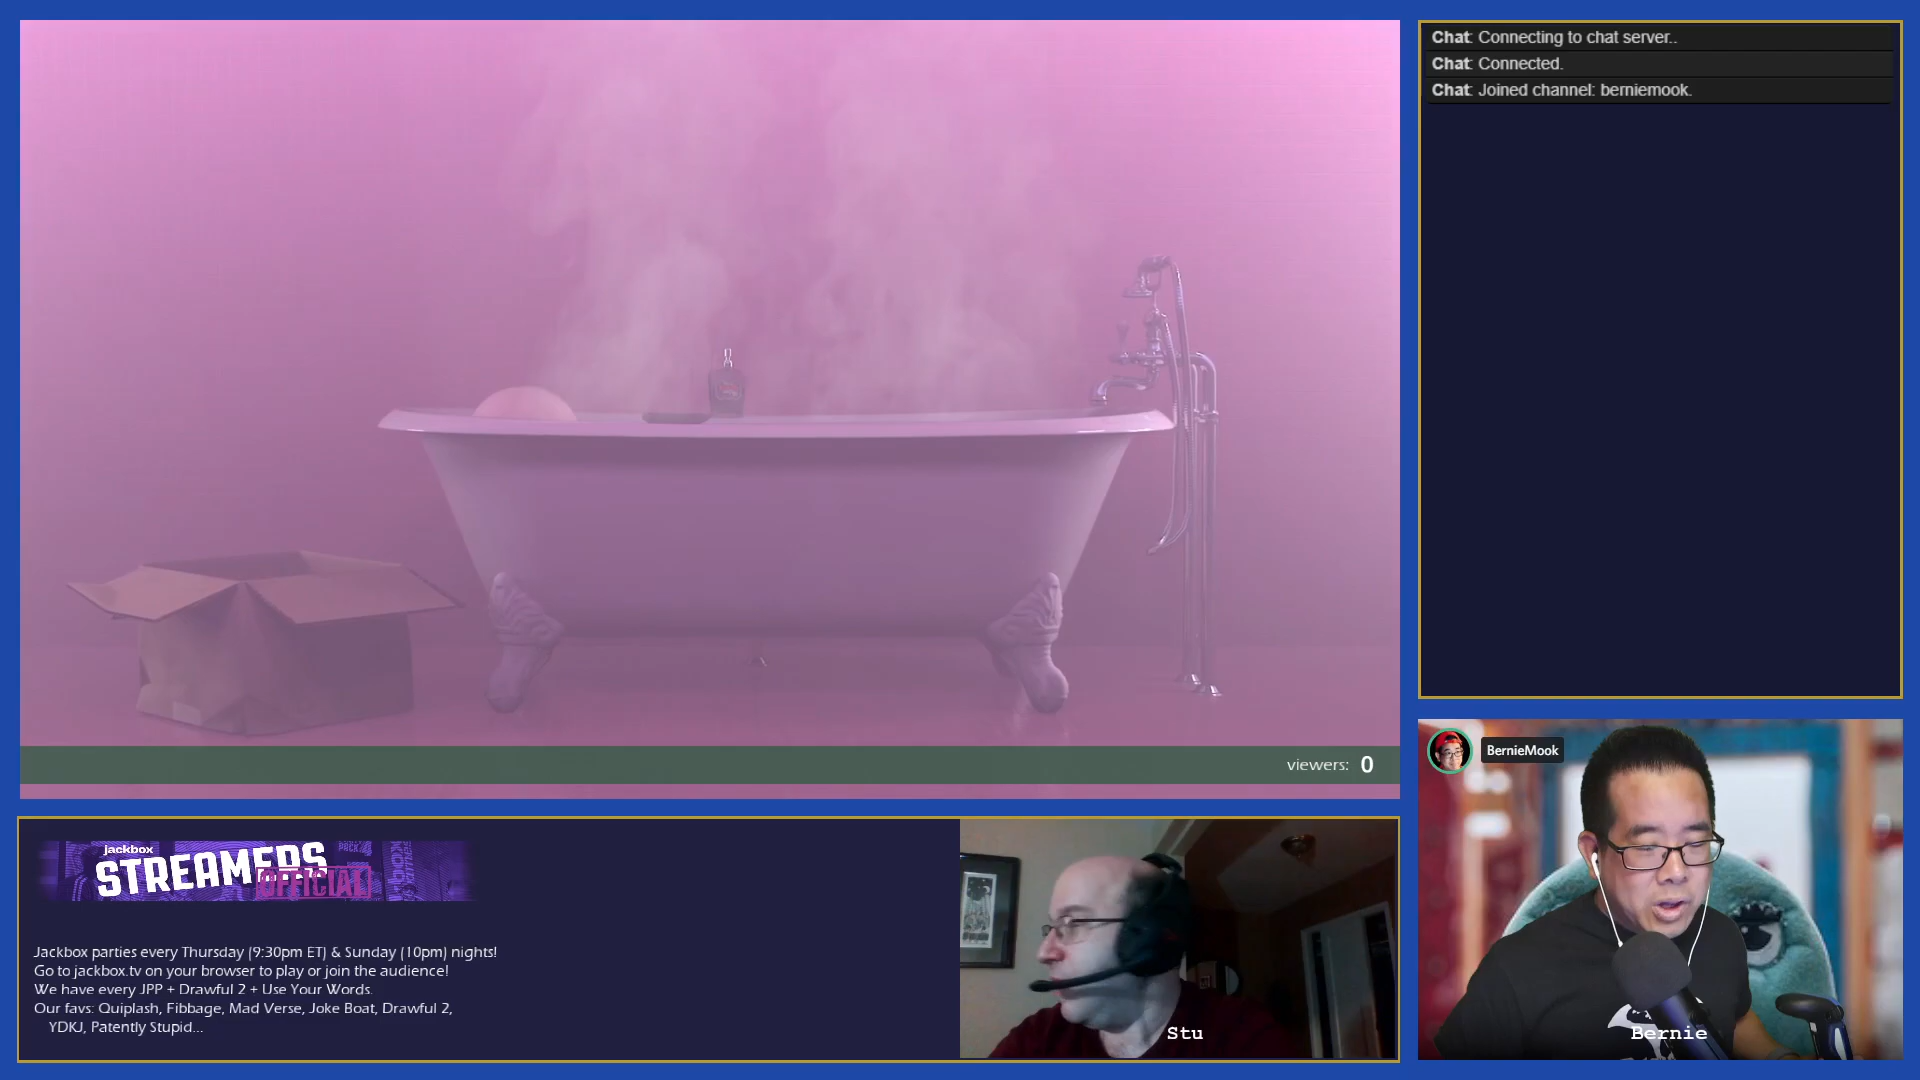 Chat: Connecting to chat server..
Chat: Connected.
Chat: Joined channel: berniemook.
viewers: 0
jackbox
STREAMERS
OFFICIAL
Jackbox parties every Thursday (9:30pm ET) & Sunday (10pm) nights!
Go to jackbox.tv on your browser to play or join the audience!
We have every JPP + Drawful 2 + Use Your Words.
Our favs: Quiplash, Fibbage, Mad Verse, Joke Boat, Drawful 2,
YDKJ, Patently Stupid...
Stu
BernieMook
Bernie